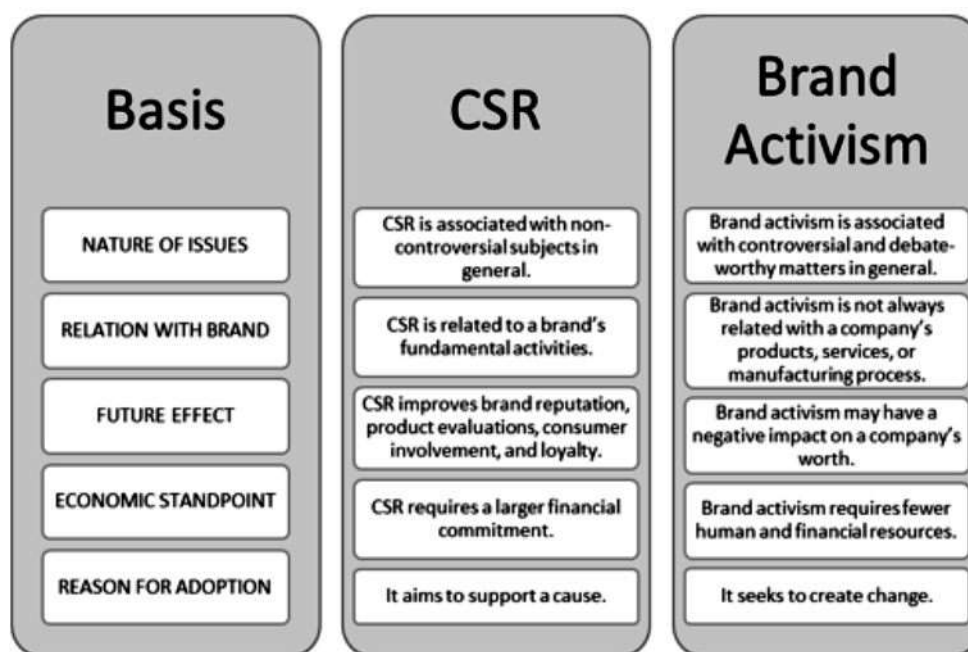 Basis
NATURE OF ISSUES
RELATION WITH BRAND
FUTURE EFFECT
ECONOMIC STANDPOINT
REASON FOR ADOPTION
CSR
CSR is associated with non-
controversial subjects in
general.
CSR is related to a brand's
fundamental activities.
CSR improves brand reputation,
product evaluations, consumer
involvement, and loyalty.
CSR requires a larger financial
commitment.
It aims to support a cause.
Brand
Activism
Brand activism is associated
with controversial and debate-
worthy matters in general.
Brand activism is not always
related with a company's
products, services, or
manufacturing process.
Brand activism may have a
negative impact on a company's
worth.
Brand activism requires fewer
human and financial resources.
It seeks to create change.